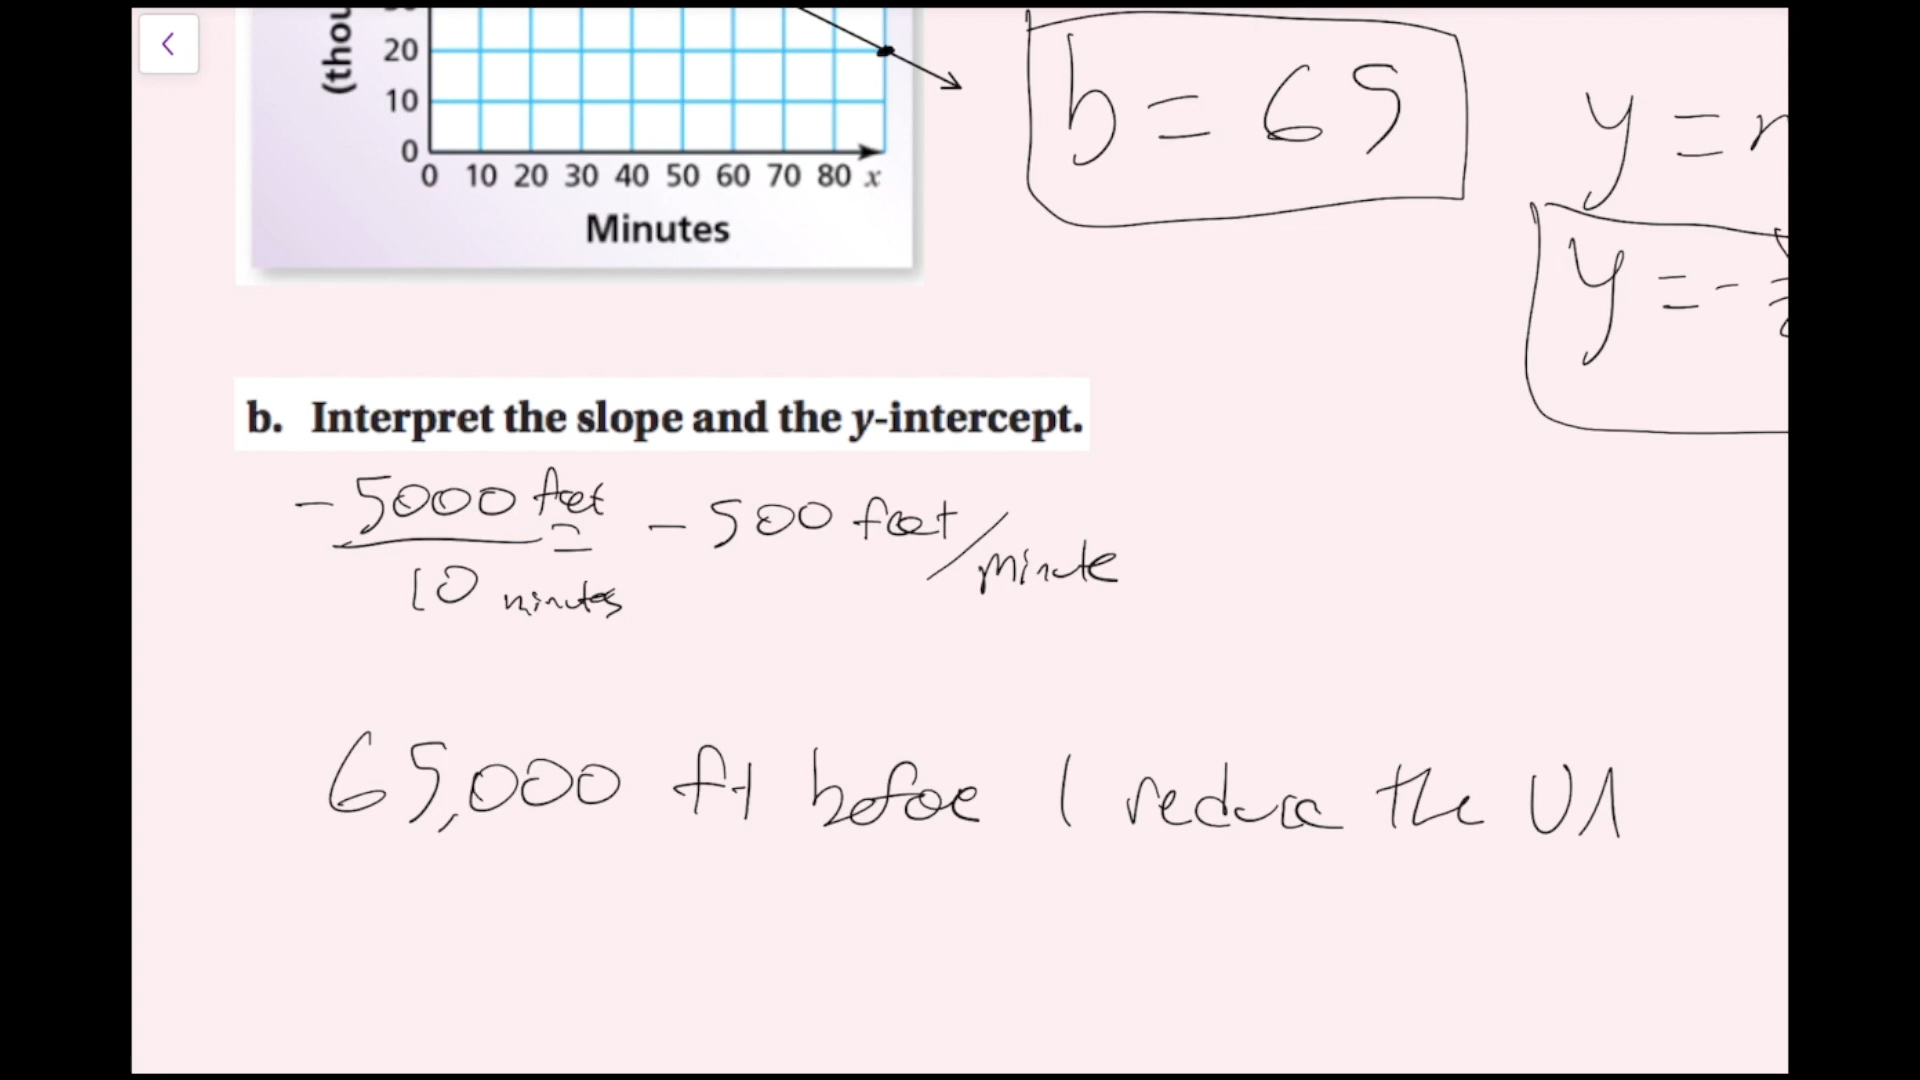 (thou
20
10
0
0 10 20 30 40 50 60 70 80 x
Minutes
b = 65
y =
y = -
b. Interpret the slope and the y-intercept.
- 5000 feet
=
- 500 feet/minute
10 minutes
65,000 ft before I reduce the